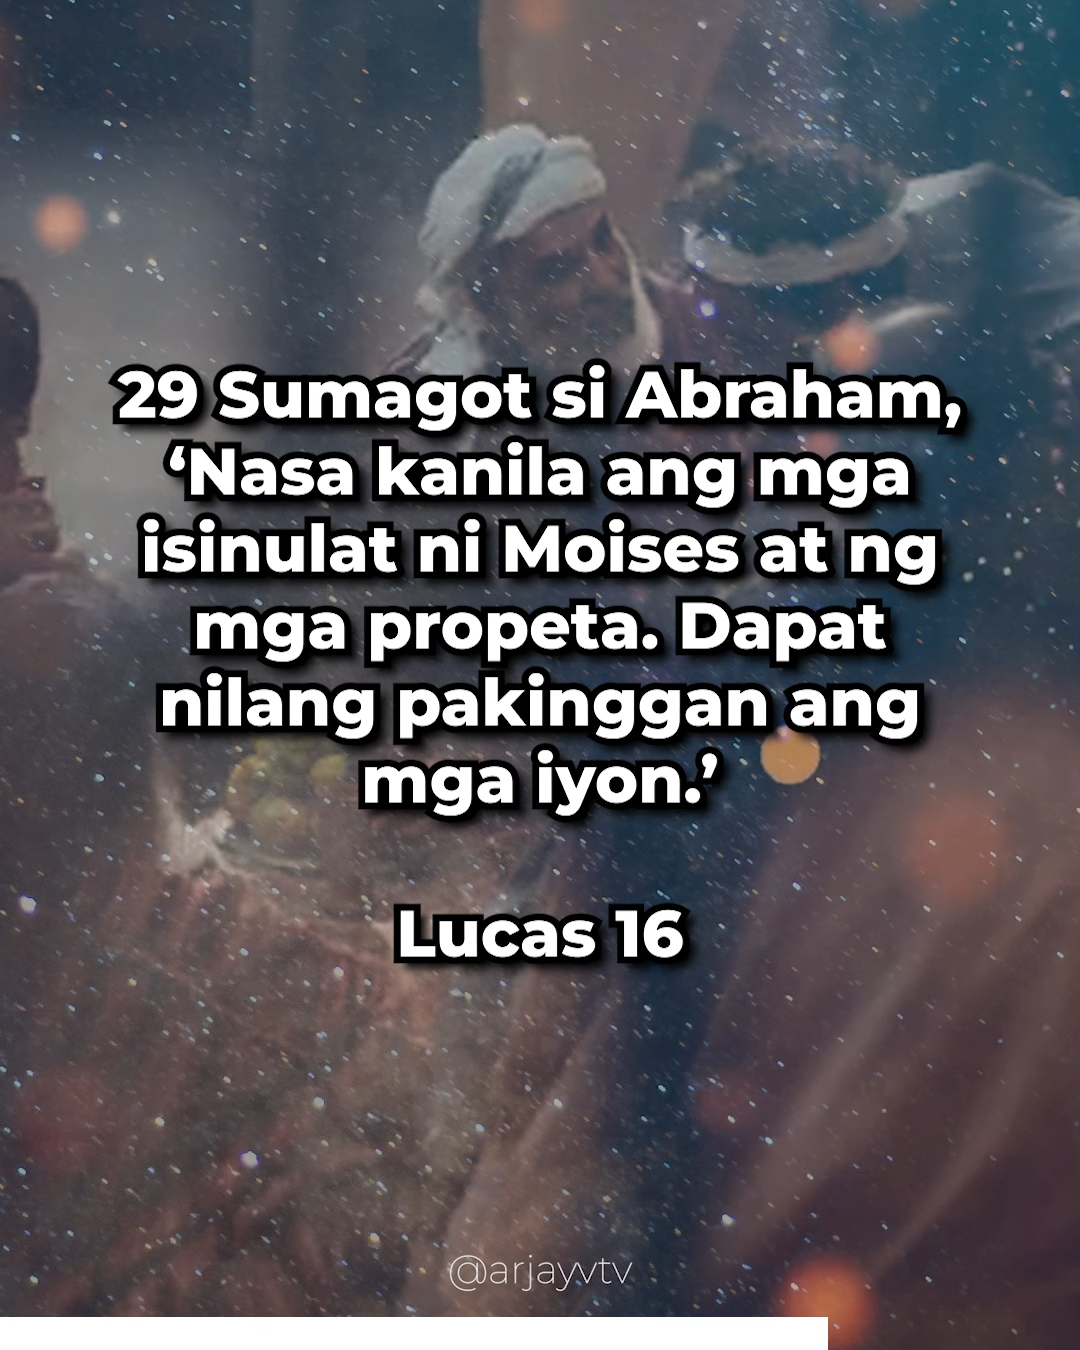 29 Sumagot si Abraham,
‘Nasa kanila ang mga
isinulat ni Moises at ng
mga propeta. Dapat
nilang pakinggan ang
mga iyon.’
Lucas 16
@arjayvtv